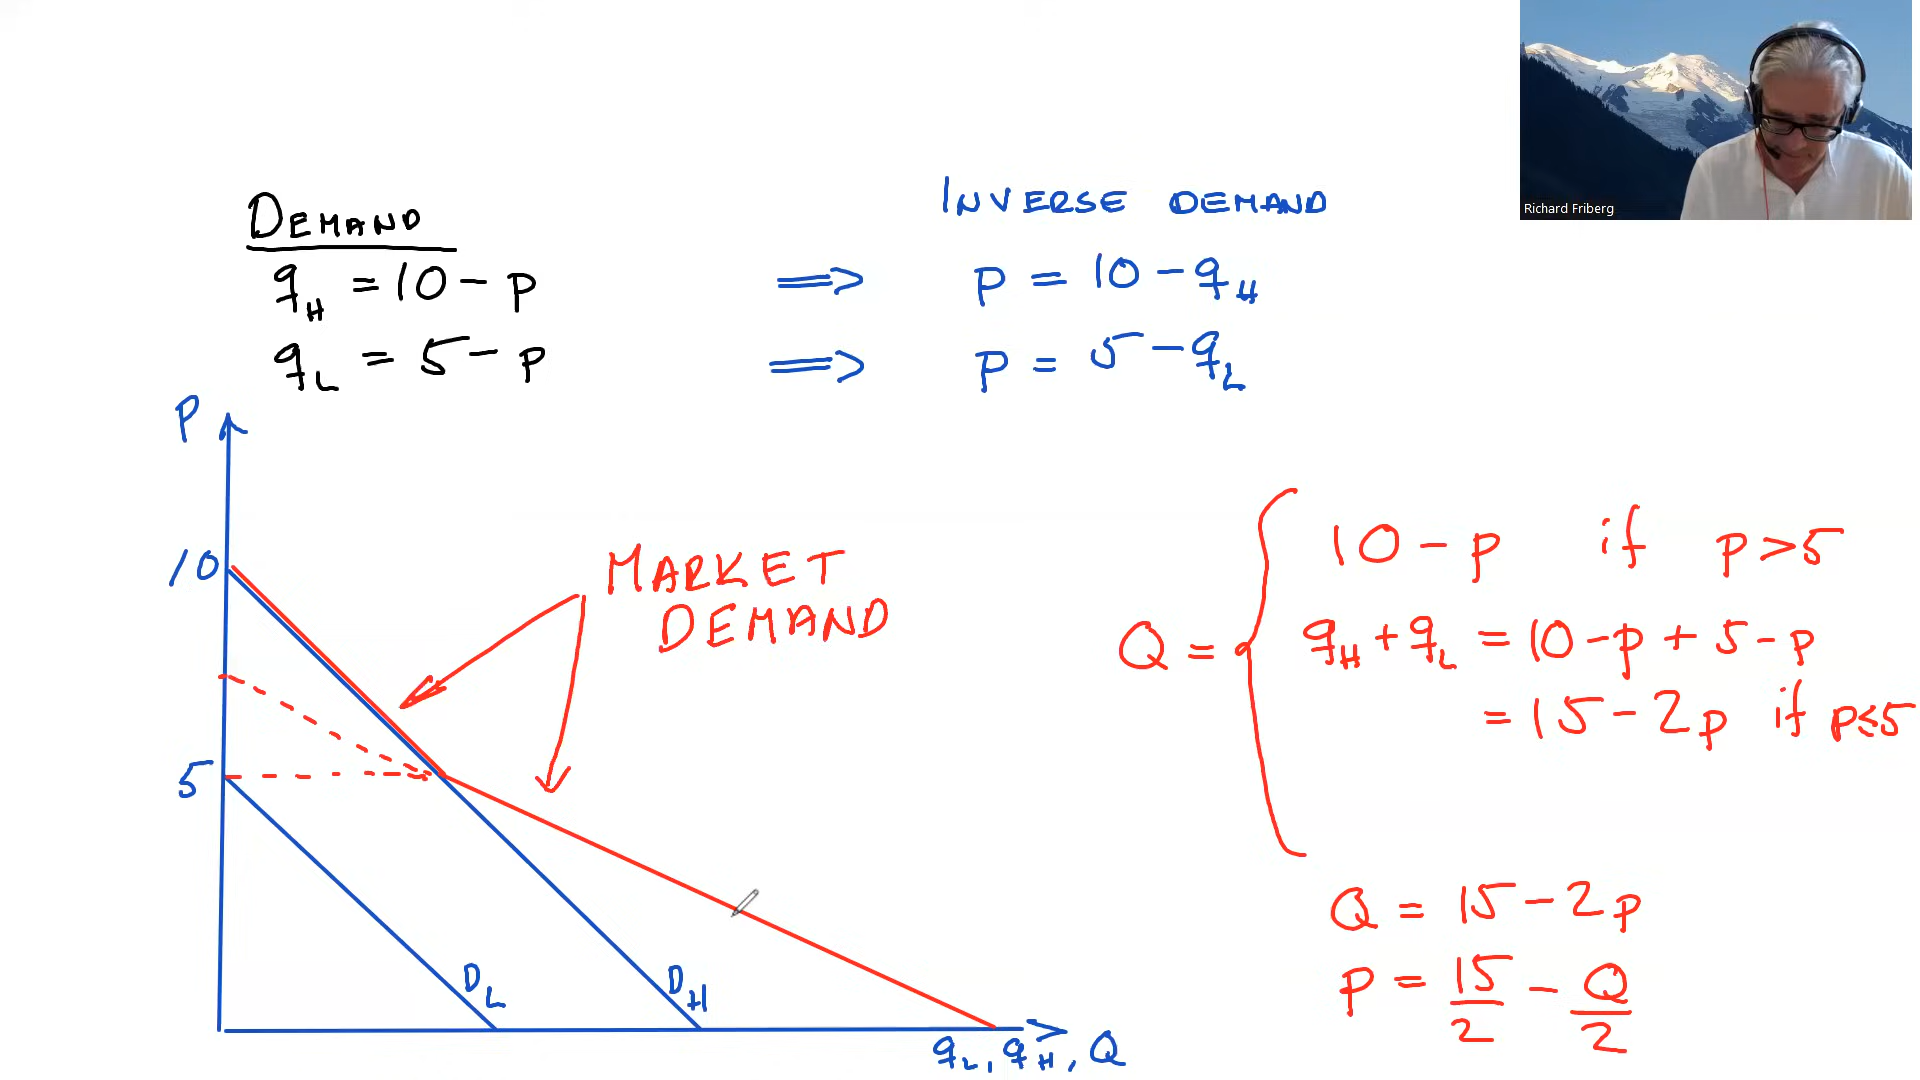 Richard Friberg
DEMAND
INVERSE DEMAND
q_H = 10 - p ⟹ p = 10 - q_H
q_L = 5 - p ⟹ p = 5 - q_L
P
10
5
MARKET
DEMAND
D_L
D_H
q_L, q_H, Q
10 - p if p > 5
Q = { q_H + q_L = 10 - p + 5 - p
= 15 - 2p if p ≤ 5
Q = 15 - 2p
P = 15/2 - Q/2